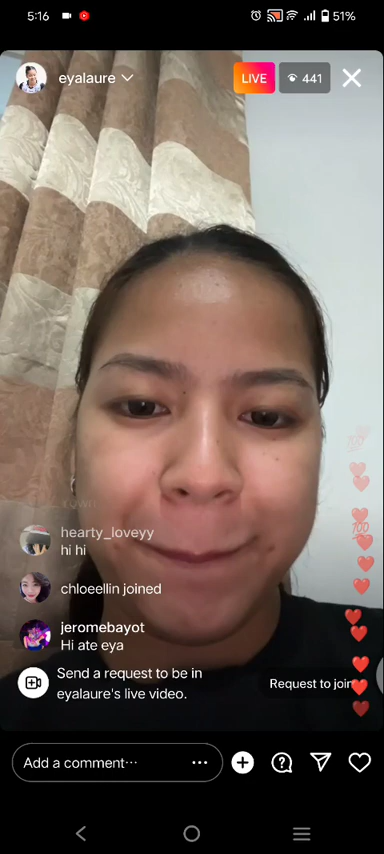 5:16
51%
eyalaure
LIVE
441
hearty_loveyy
hi hi
chloeellin joined
jeromebayot
Hi ate eya
Send a request to be in
eyalaure's live video.
Request to join
Add a comment...